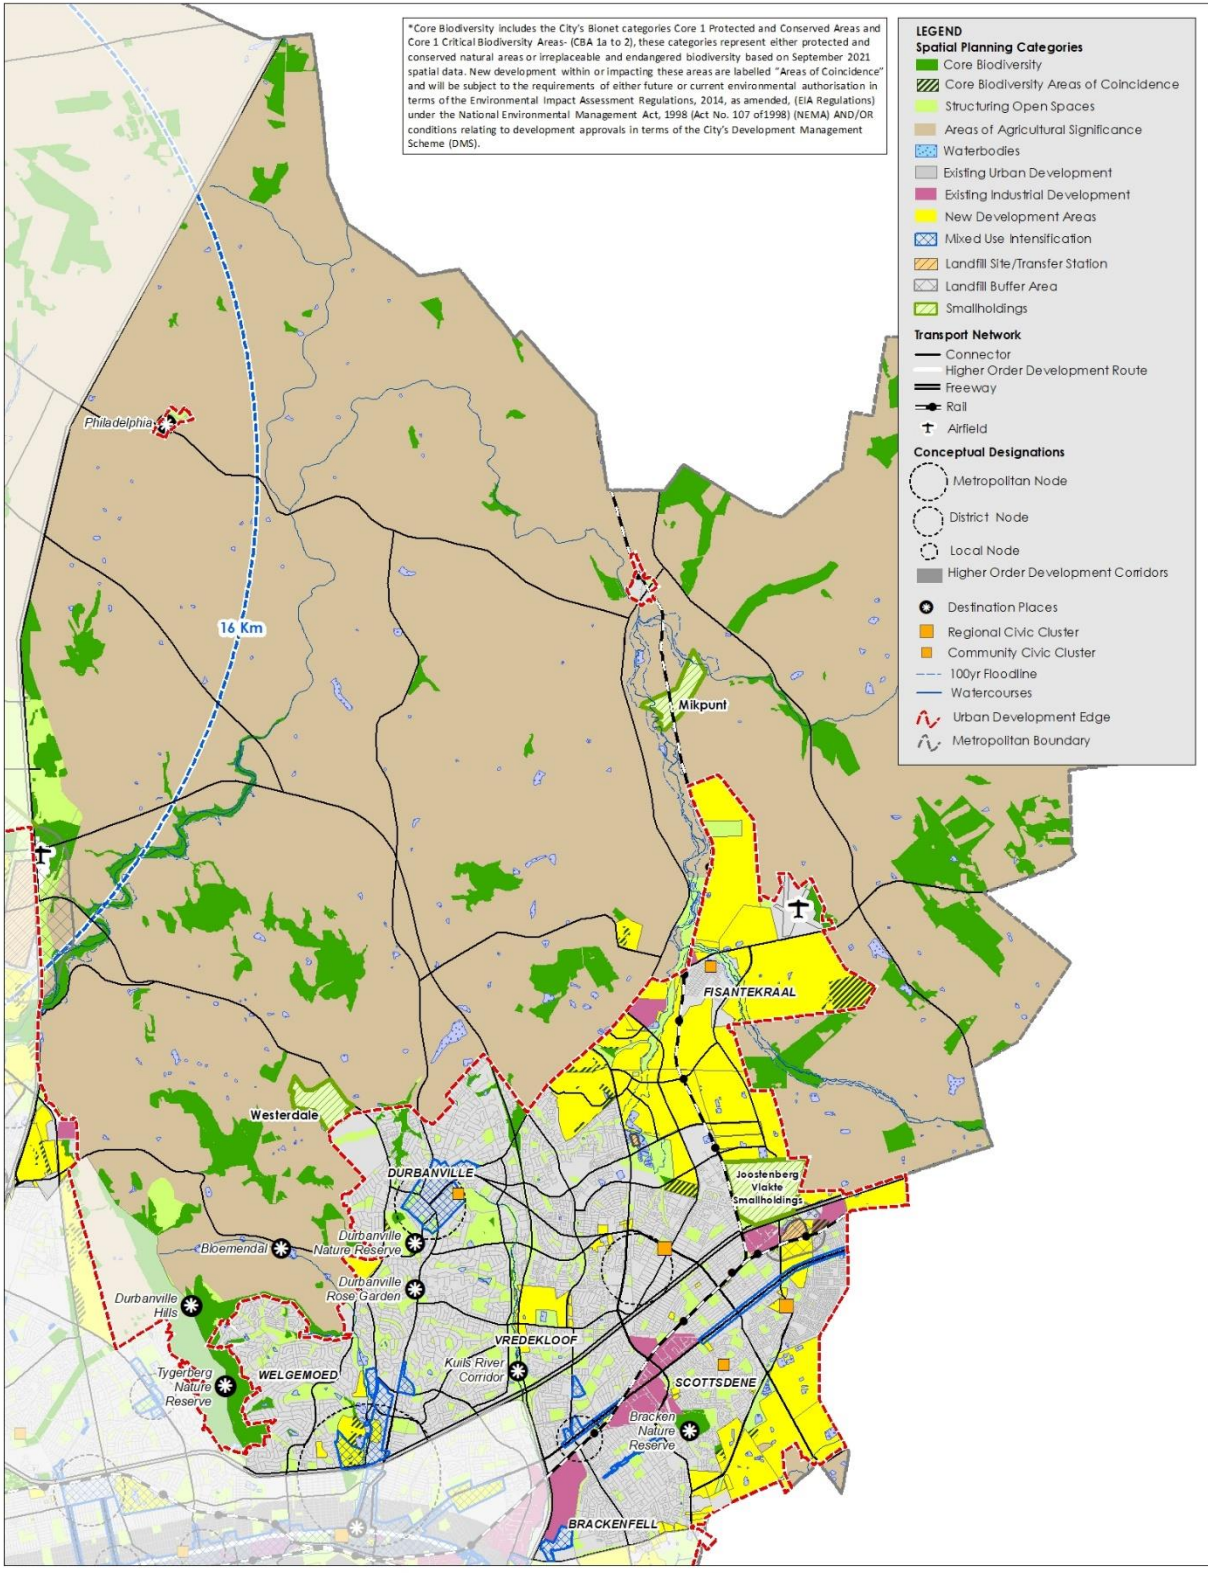 *Core Biodiversity includes the City's Bionet categories Core 1 Protected and Conserved Areas and
Core 1 Critical Biodiversity Areas- (CBA 1a to 2), these categories represent either protected and
conserved natural areas or irreplaceable and endangered biodiversity based on September 2021
spatial data. New development within or impacting these areas are labelled "Areas of Coincidence"
and will be subject to the requirements of either future or current environmental authorisation in
terms of the Environmental Impact Assessment Regulations, 2014, as amended, (EIA Regulations)
under the National Environmental Management Act, 1998 (Act No. 107 of1998) (NEMA) AND/OR
conditions relating to development approvals in terms of the City's Development Management
Scheme (DMS).
LEGEND
Spatial Planning Categories
Core Biodiversity
Core Biodiversity Areas of Coincidence
Structuring Open Spaces
Areas of Agricultural Significance
Waterbodies
Existing Urban Development
Existing Industrial Development
New Development Areas
Mixed Use Intensification
Landfill Site/Transfer Station
Landfill Buffer Area
Smallholdings
Transport Network
Connector
Higher Order Development Route
Freeway
Rail
Airfield
Conceptual Designations
Metropolitan Node
District Node
Local Node
Higher Order Development Corridors
Destination Places
Regional Civic Cluster
Community Civic Cluster
100yr Floodline
Watercourses
Urban Development Edge
Metropolitan Boundary
Philadelphia
16 Km
Mikpunt
FISANTEKRAAL
Westerdale
DURBANVILLE
Joostenberg
Vlakte
Smallholdings
Durbanville
Nature Reserve
Bloemendal
Durbanville
Rose Garden
Durbanville
Hills
VREDEKLOOF
Kuils River
Corridor
WELGEMOED
Tygerberg
Nature
Reserve
SCOTTSDENE
Bracken
Nature
Reserve
BRACKENFELL